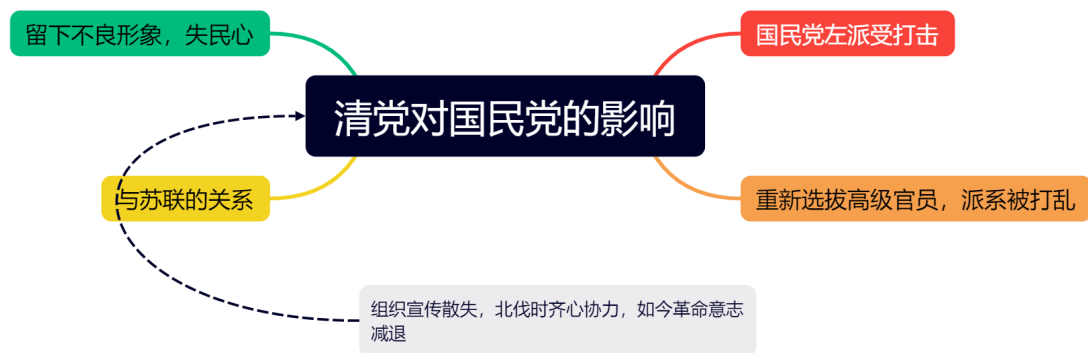 留下不良形象，失民心
国民党左派受打击
清党对国民党的影响
与苏联的关系
重新选拔高级官员，派系被打乱
组织宣传散失，北伐时齐心协力，如今革命意志
减退